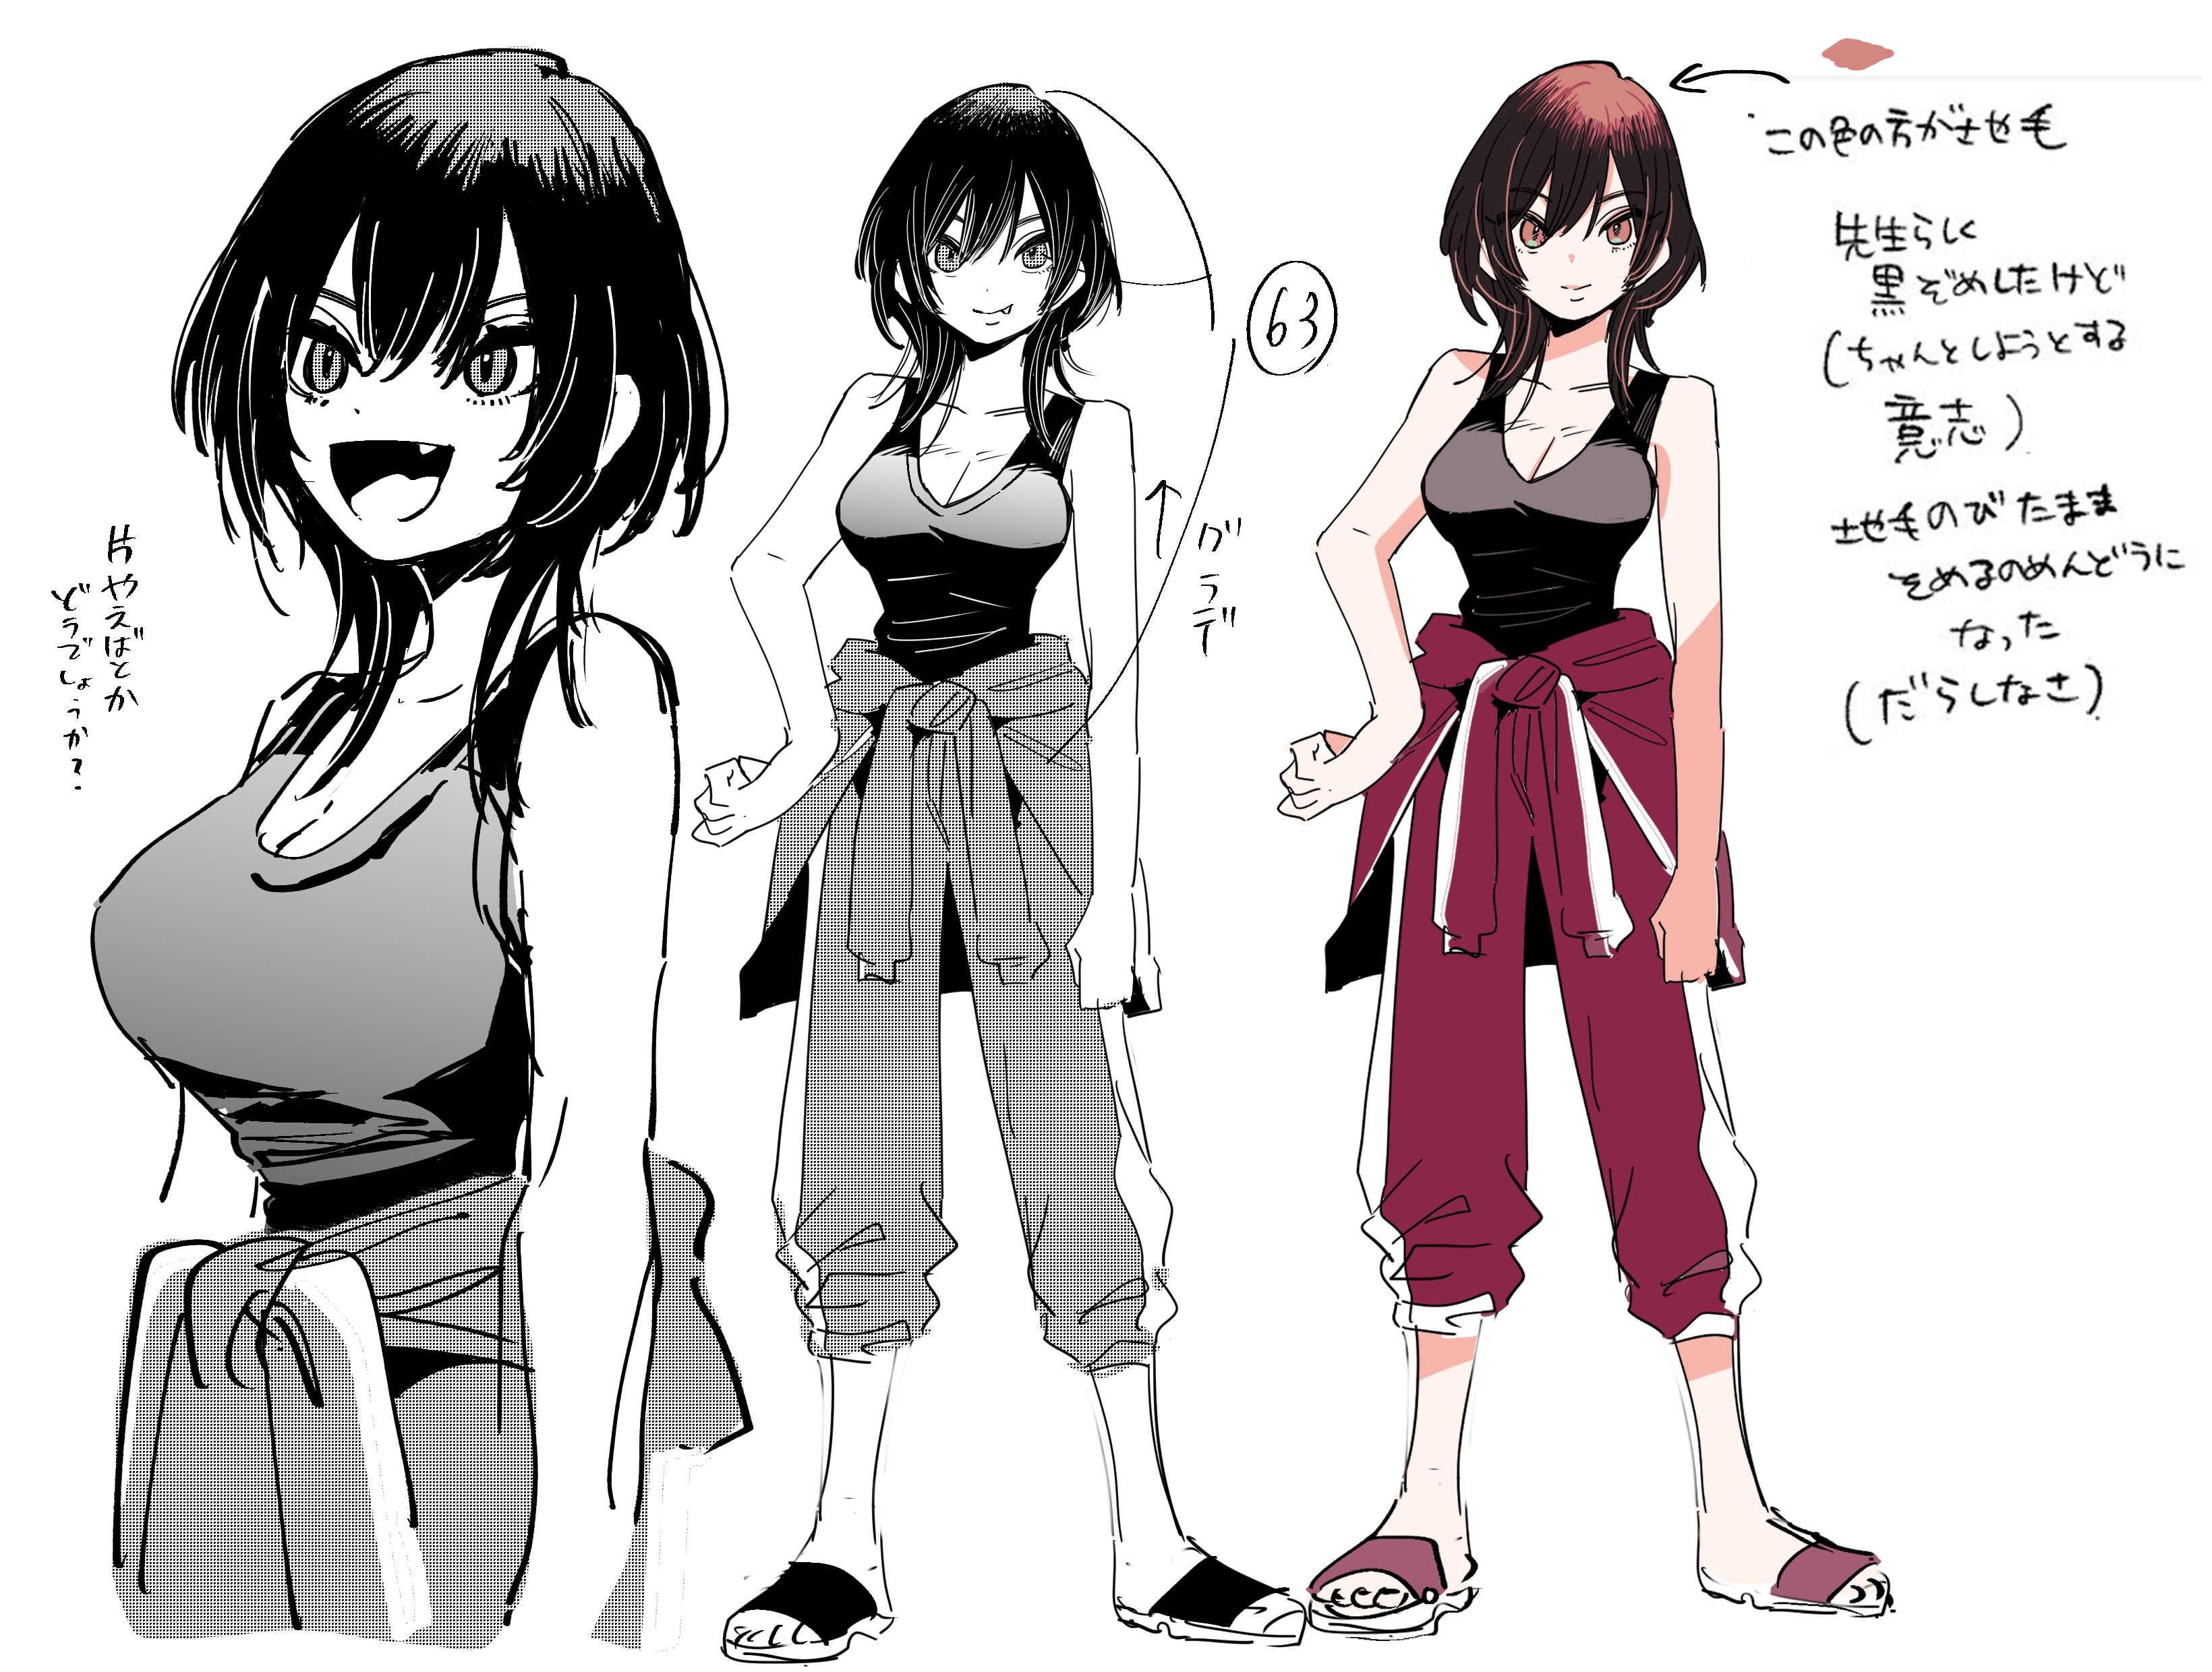 この色の方が地毛
先生らしく
黒ぞめしたけど
(ちゃんとしようとする
意志)
地毛のびたまま
そめるのめんどうに
なった
(だらしなさ)
63
グラデ
片やえばとか
どうでしょうか?